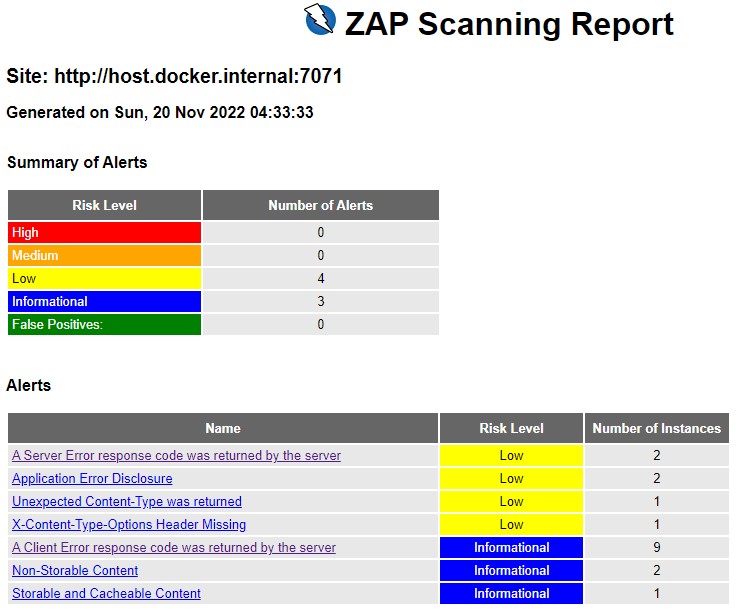 ZAP Scanning Report
Site: http://host.docker.internal:7071
Generated on Sun, 20 Nov 2022 04:33:33
Summary of Alerts
Risk Level Number of Alerts
High 0
Medium 0
Low 4
Informational 3
False Positives: 0
Alerts
Name Risk Level Number of Instances
A Server Error response code was returned by the server Low 2
Application Error Disclosure Low 2
Unexpected Content-Type was returned Low 1
X-Content-Type-Options Header Missing Low 1
A Client Error response code was returned by the server Informational 9
Non-Storable Content Informational 2
Storable and Cacheable Content Informational 1